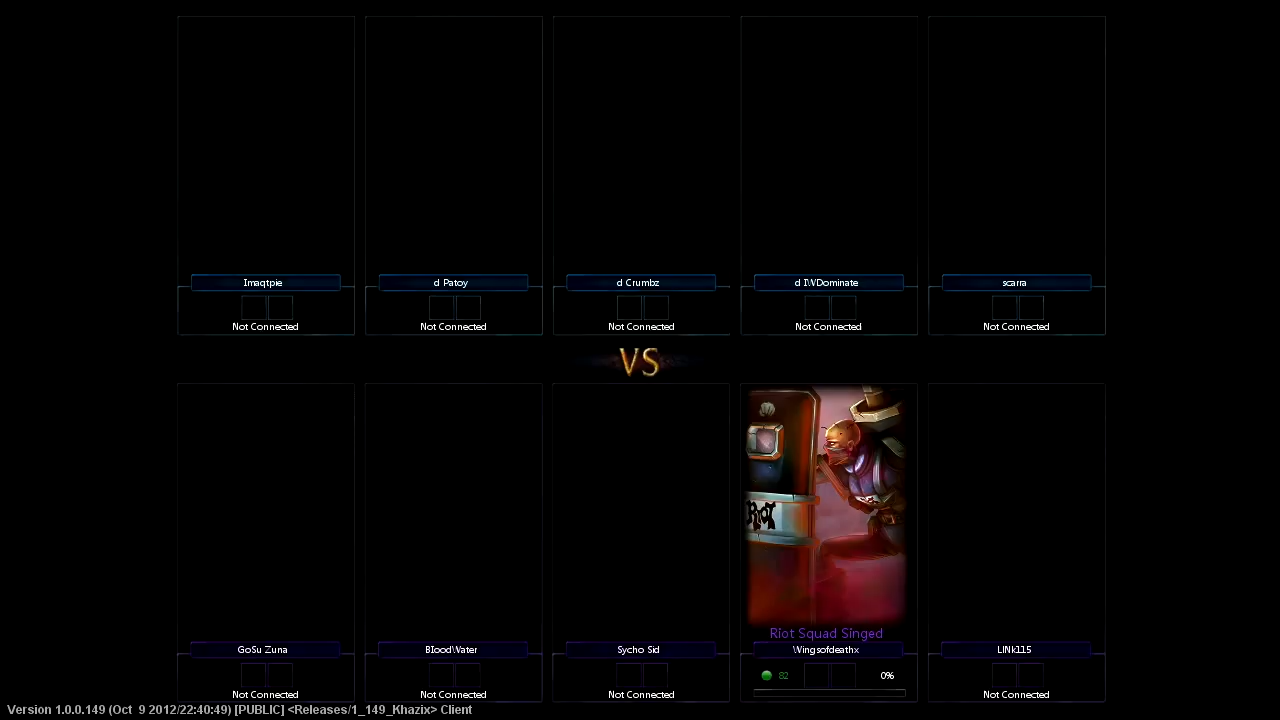 Imaqtpie
d Patoy
d Crumbz
d IWDominate
scarra
Not Connected
Not Connected
Not Connected
Not Connected
Not Connected
VS
RIOT
Riot Squad Singed
GoSu Zuna
BloodWater
Sycho Sid
Wingsofdeathx
LiNk115
82
0%
Not Connected
Not Connected
Not Connected
Not Connected
Version 1.0.0.149 (Oct  9 2012/22:40:49) [PUBLIC] <Releases/1_149_Khazix> Client